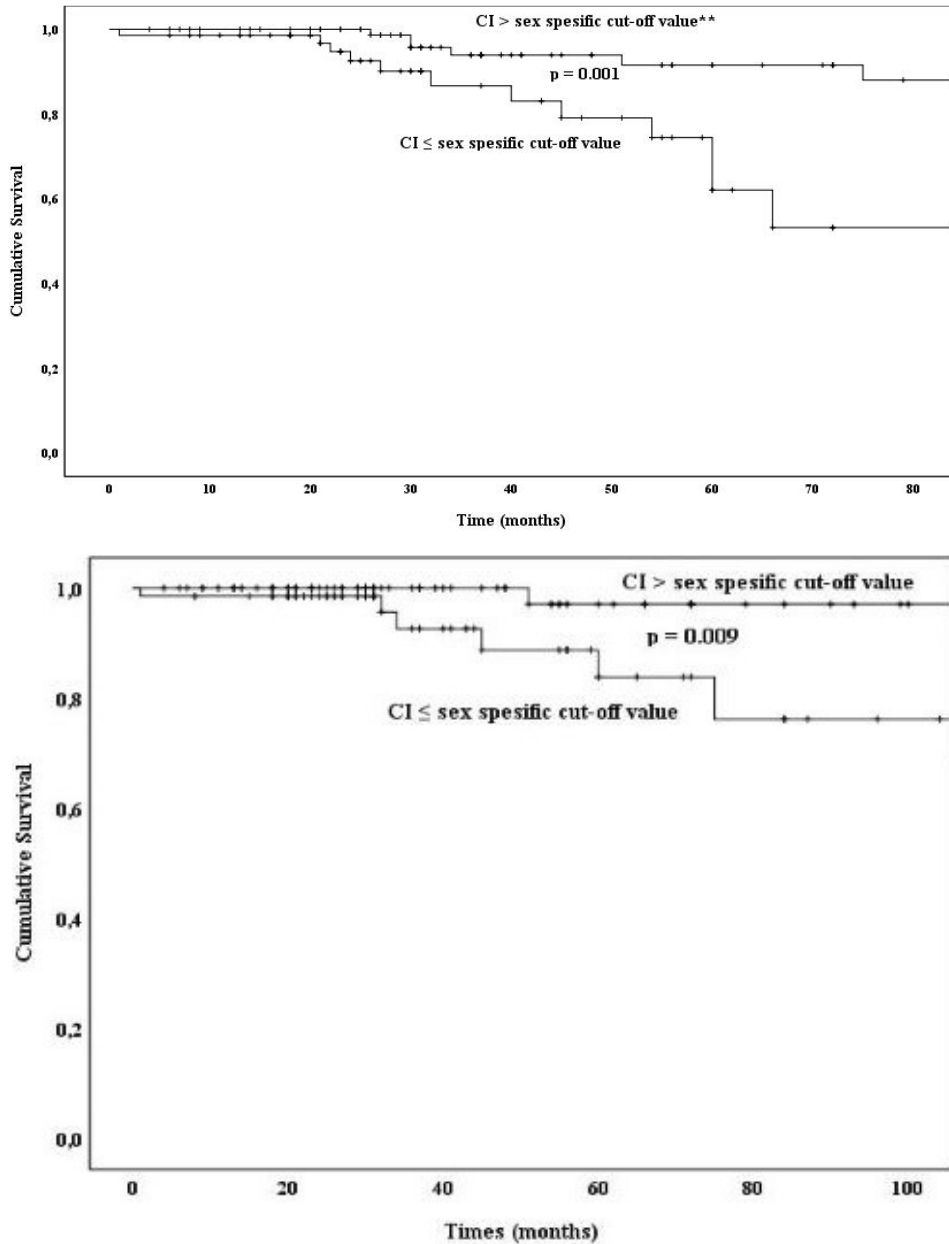 CI > sex spesific cut-off value**
1,0
p = 0.001
0,8
CI ≤ sex spesific cut-off value
0,6
Cumulative Survival
0,4
0,2
0,0
0 10 20 30 40 50 60 70 80
Time (months)
1,0
CI > sex spesific cut-off value
p = 0.009
0,8
CI ≤ sex spesific cut-off value
0,6
Cumulative Survival
0,4
0,2
0,0
0 20 40 60 80 100
Times (months)